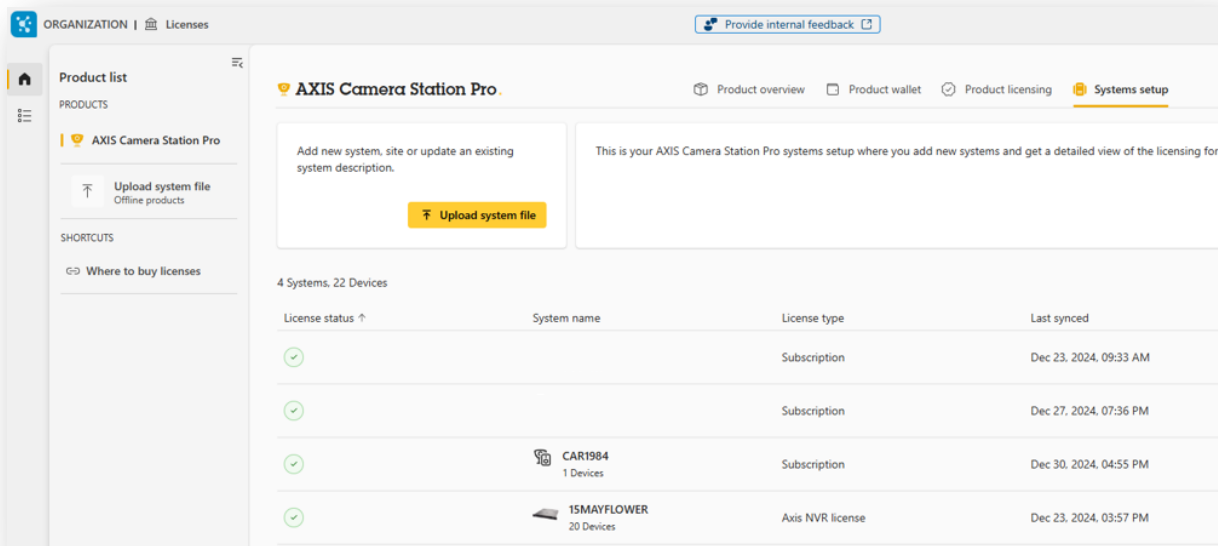 ORGANIZATION | Licenses
Provide internal feedback
Product list
PRODUCTS
AXIS Camera Station Pro
Upload system file
Offline products
SHORTCUTS
Where to buy licenses
AXIS Camera Station Pro.
Product overview
Product wallet
Product licensing
Systems setup
Add new system, site or update an existing
system description.
Upload system file
This is your AXIS Camera Station Pro systems setup where you add new systems and get a detailed view of the licensing for
4 Systems, 22 Devices
License status ↑ System name License type Last synced
Subscription Dec 23, 2024, 09:33 AM
Subscription Dec 27, 2024, 07:36 PM
CAR1984
1 Devices
Subscription Dec 30, 2024, 04:55 PM
15MAYFLOWER
20 Devices
Axis NVR license Dec 23, 2024, 03:57 PM